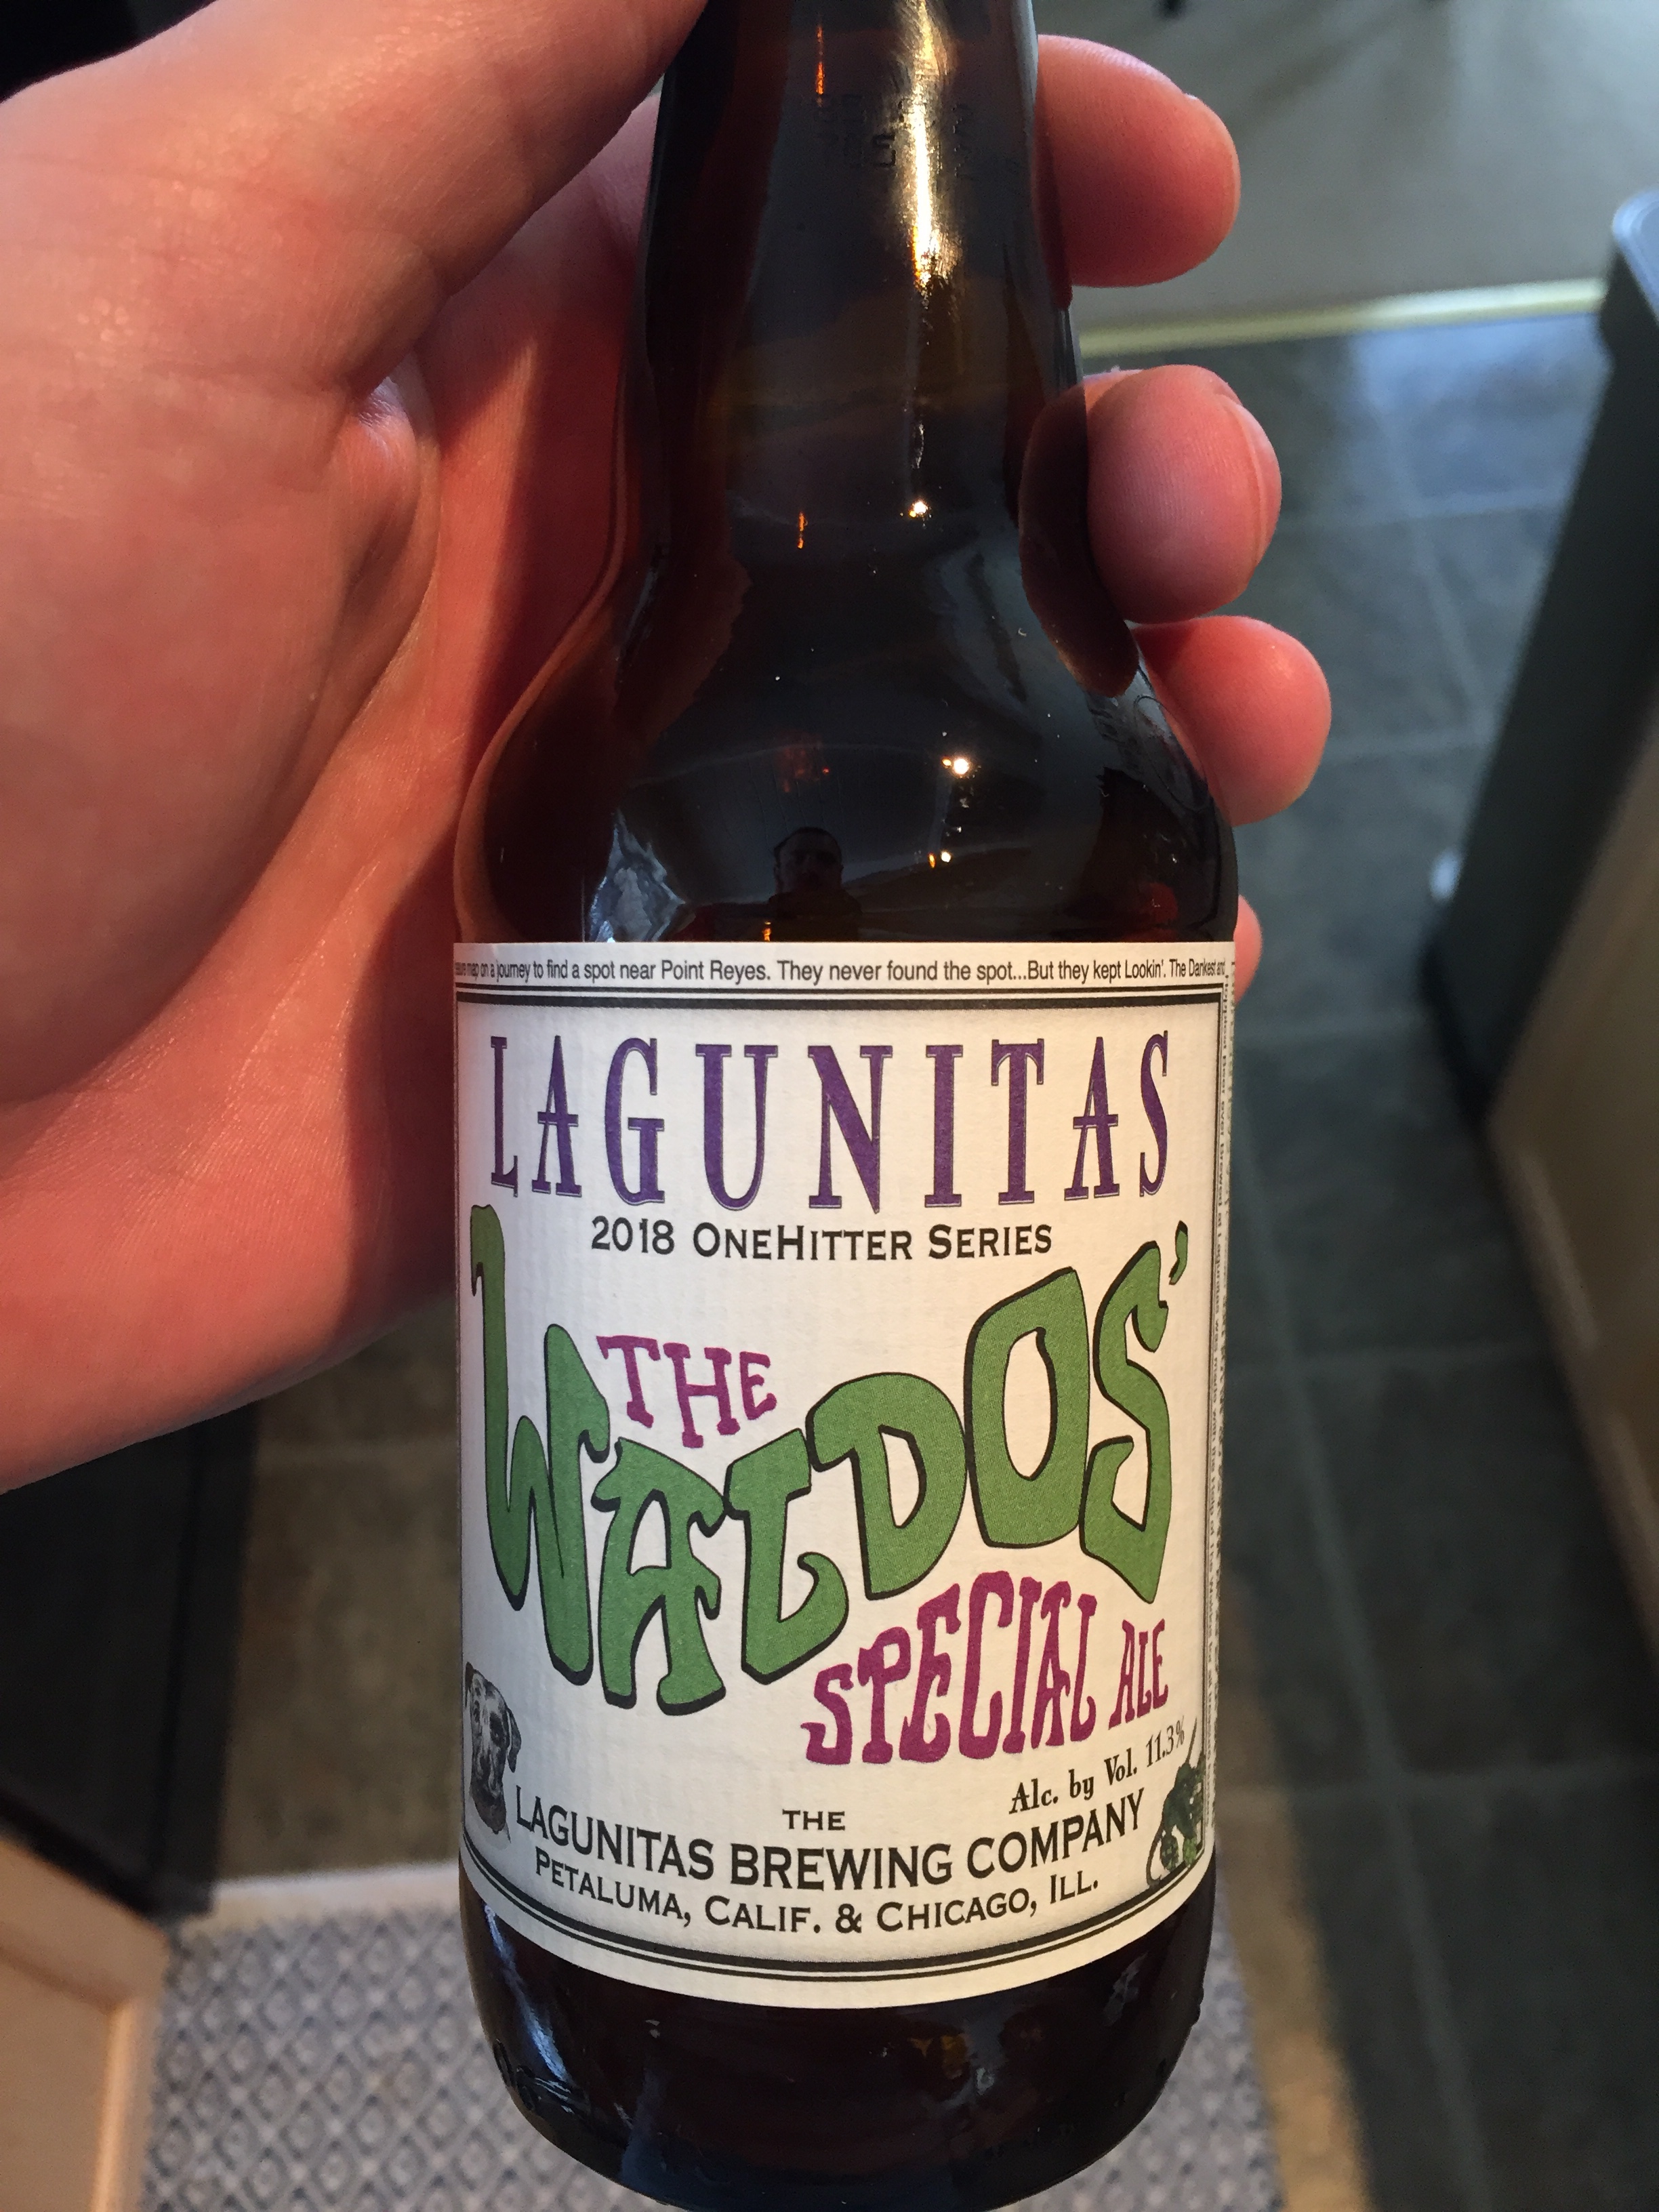 map on a journey to find a spot near Point Reyes. They never found the spot...But they kept Lookin'. The Dankest and
LAGUNITAS
2018 ONEHITTER SERIES
THE
WALDOS'
SPECIAL ALE
Alc. by Vol. 11.3%
THE
LAGUNITAS BREWING COMPANY
PETALUMA, CALIF. & CHICAGO, ILL.